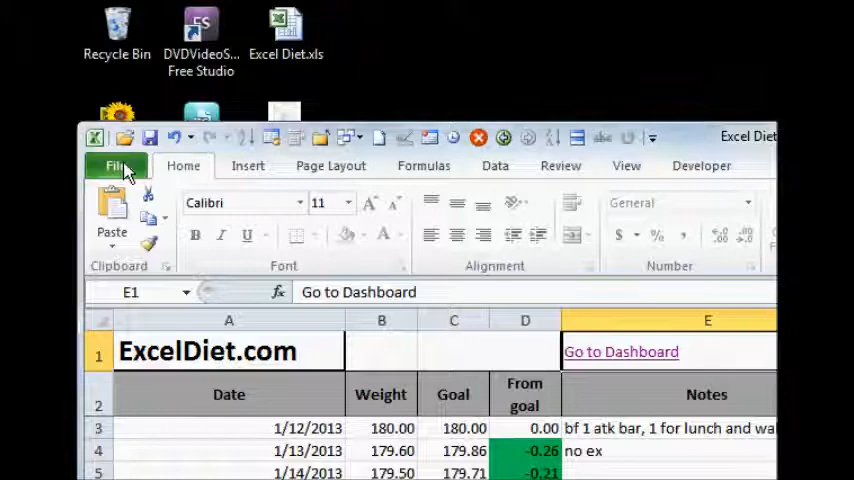 Recycle Bin
DVDVideoS...
Free Studio
Excel Diet.xls
Excel Diet
File Home Insert Page Layout Formulas Data Review View Developer
Calibri 11 General
Paste B I U A $ %
Clipboard Font Alignment Number
E1 fx Go to Dashboard
A B C D E
1 ExcelDiet.com Go to Dashboard
2 Date Weight Goal From goal Notes
3 1/12/2013 180.00 180.00 0.00 bf 1 atk bar, 1 for lunch and
4 1/13/2013 179.60 179.86 -0.26 no ex
5 1/14/2013 179.50 179.71 -0.21